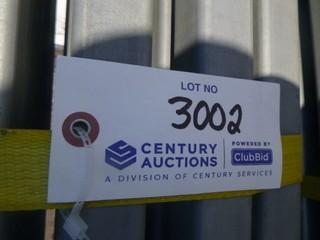 LOT NO
3002
CENTURY AUCTIONS
POWERED BY
ClubBid
A DIVISION OF CENTURY SERVICES